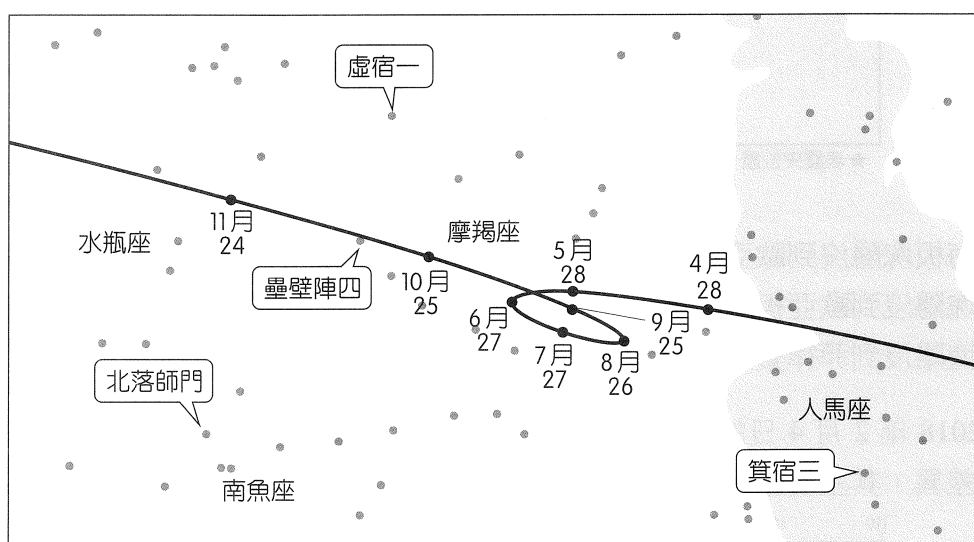 虛宿一
11月
24
水瓶座
摩羯座
壘壁陣四
10月
25
5月
28
4月
28
6月
27
7月
27
8月
26
9月
25
北落師門
南魚座
人馬座
箕宿三